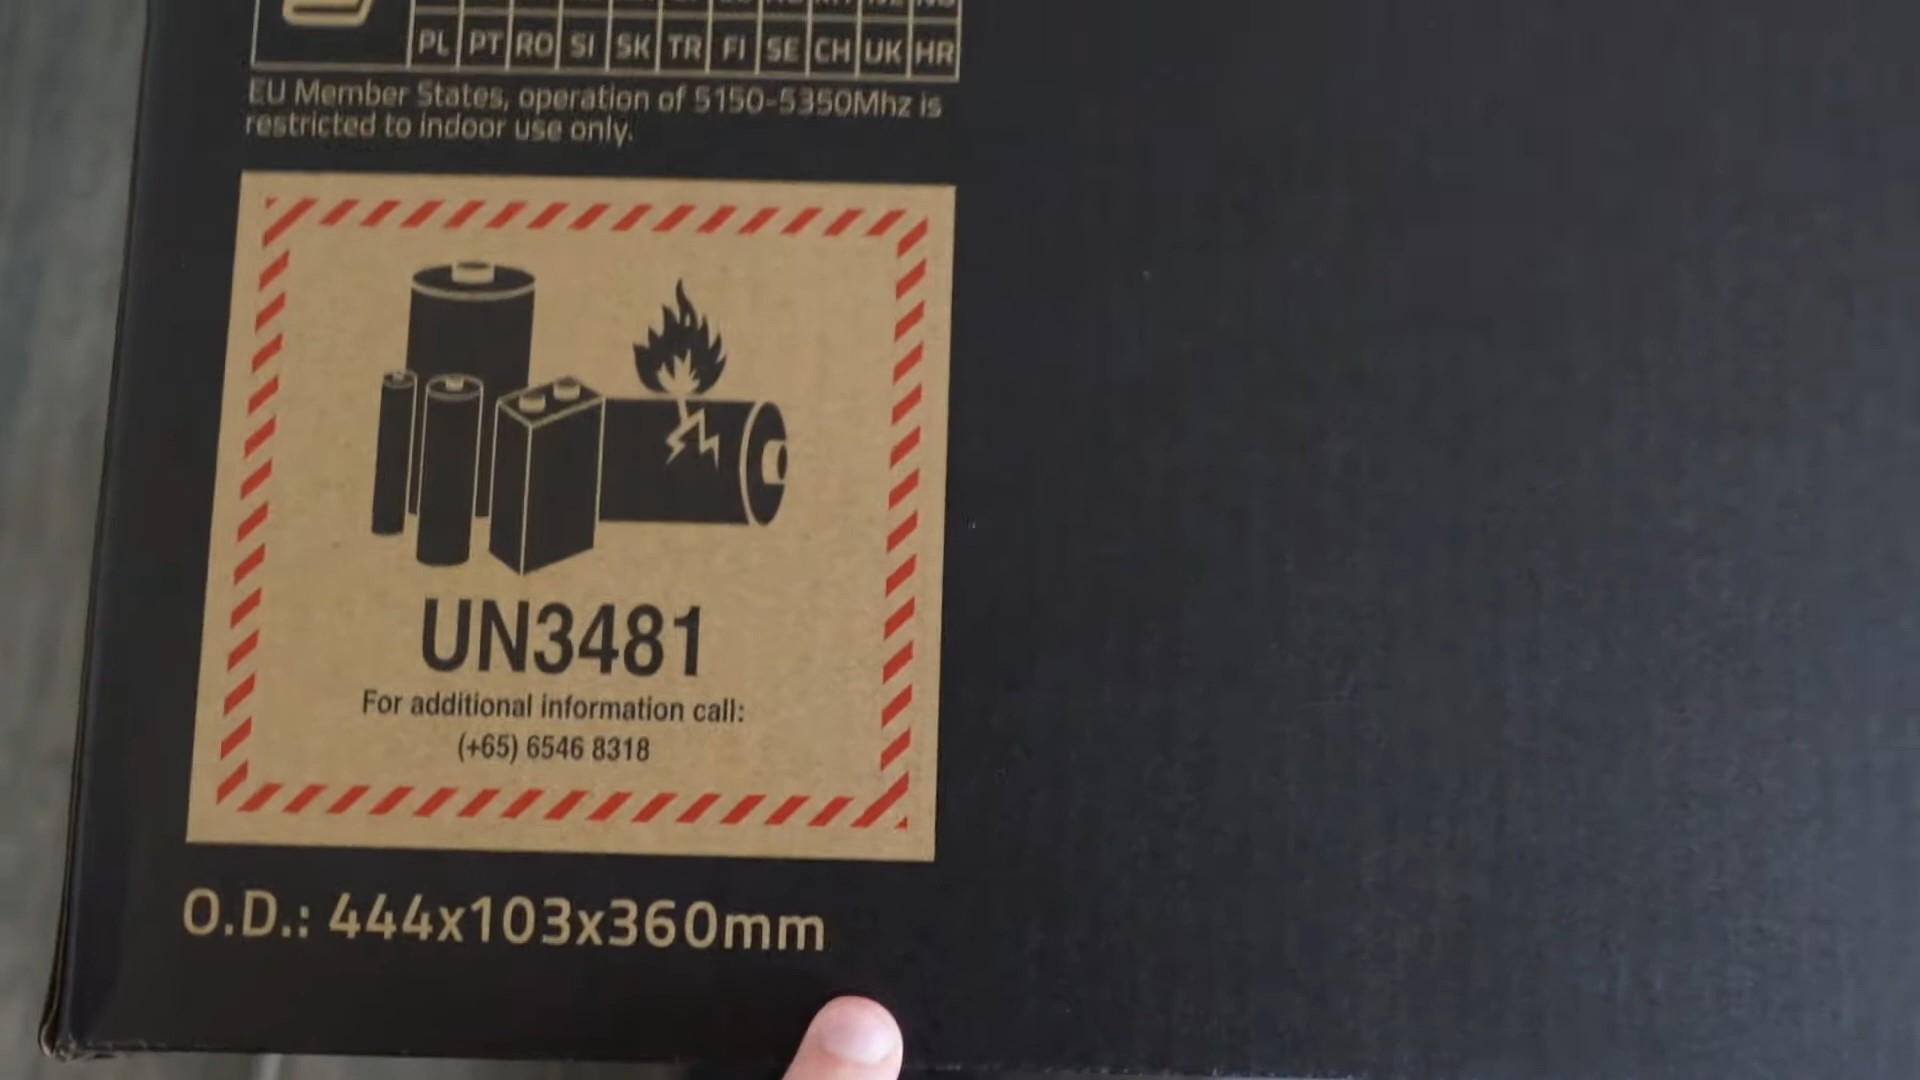 PL PT RO SI SK TR FI SE CH UK HR
EU Member States, operation of 5150-5350Mhz is
restricted to indoor use only.
UN3481
For additional information call:
(+65) 6546 8318
O.D.: 444x103x360mm